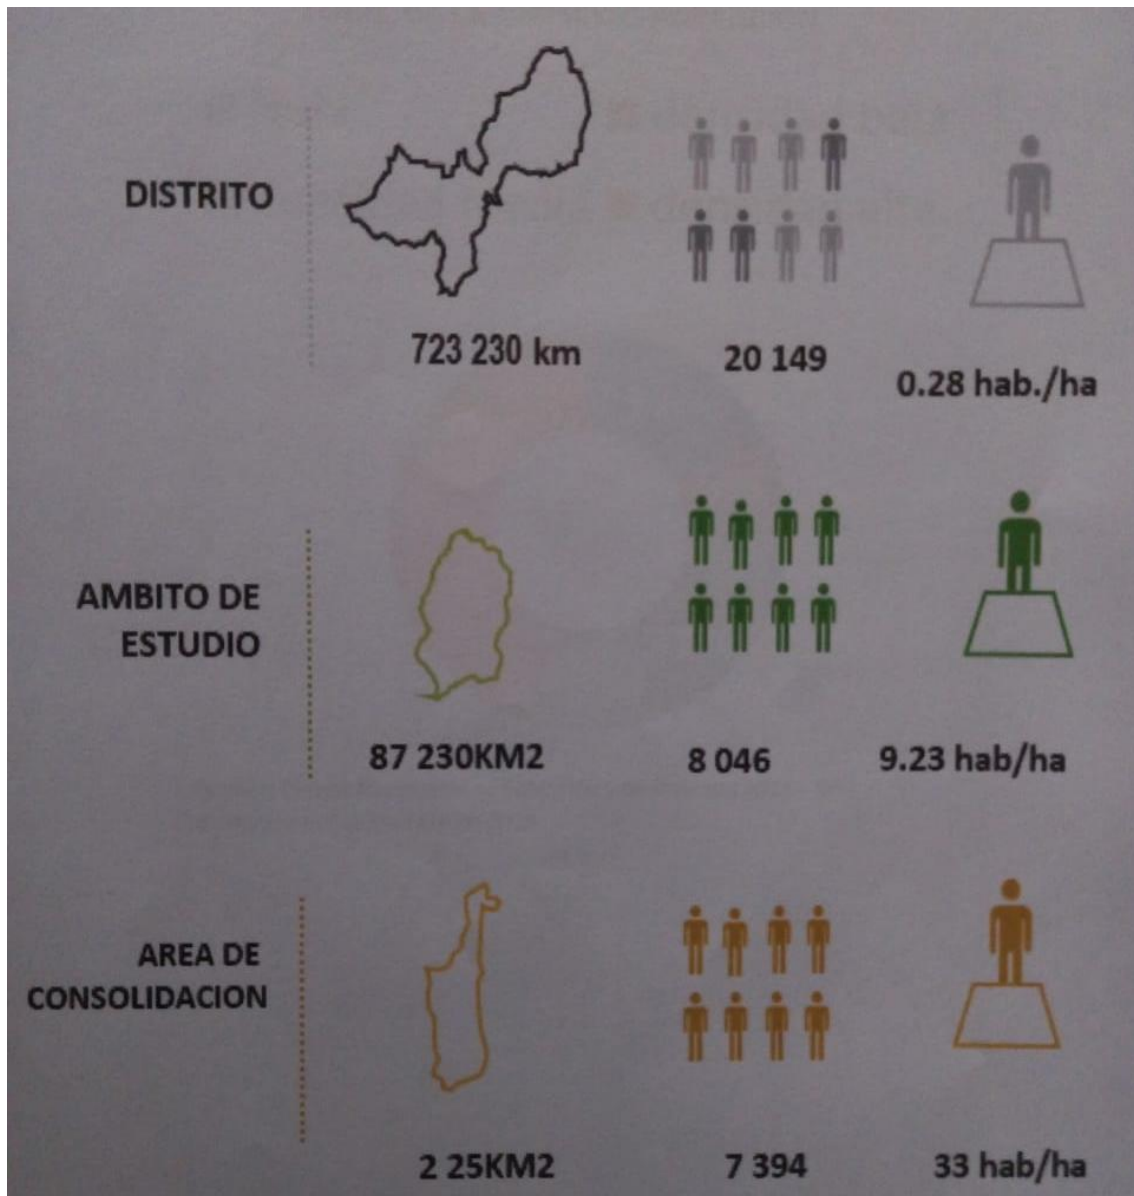 DISTRITO
723 230 km
20 149
0.28 hab./ha
AMBITO DE
ESTUDIO
87 230KM2
8 046
9.23 hab/ha
AREA DE
CONSOLIDACION
2 25KM2
7 394
33 hab/ha